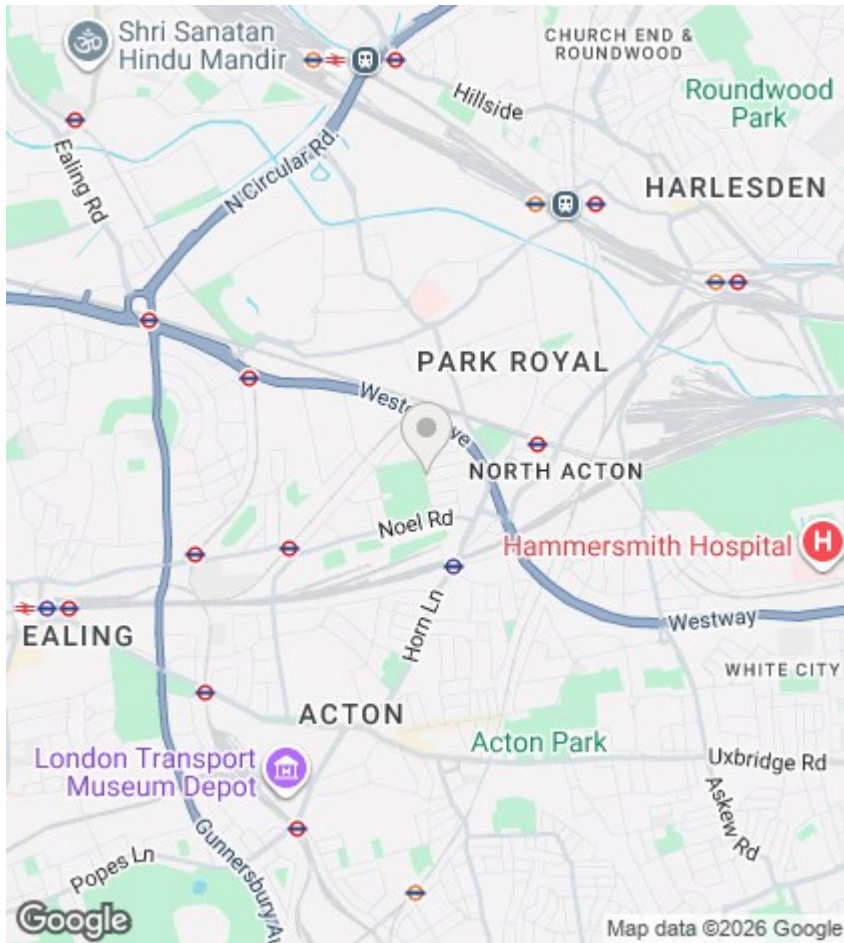 Shri Sanatan
Hindu Mandir
CHURCH END &
ROUNDWOOD
Hillside
Roundwood
Park
Ealing Rd
N Circular Rd.
HARLESDEN
PARK ROYAL
NORTH ACTON
Noel Rd
Hammersmith Hospital
H
EALING
Horn Ln
Westway
WHITE CITY
ACTON
London Transport
Museum Depot
Acton Park
Uxbridge Rd
Askew Rd
Popes Ln
Gunnersbury Av
Google
Map data ©2026 Google